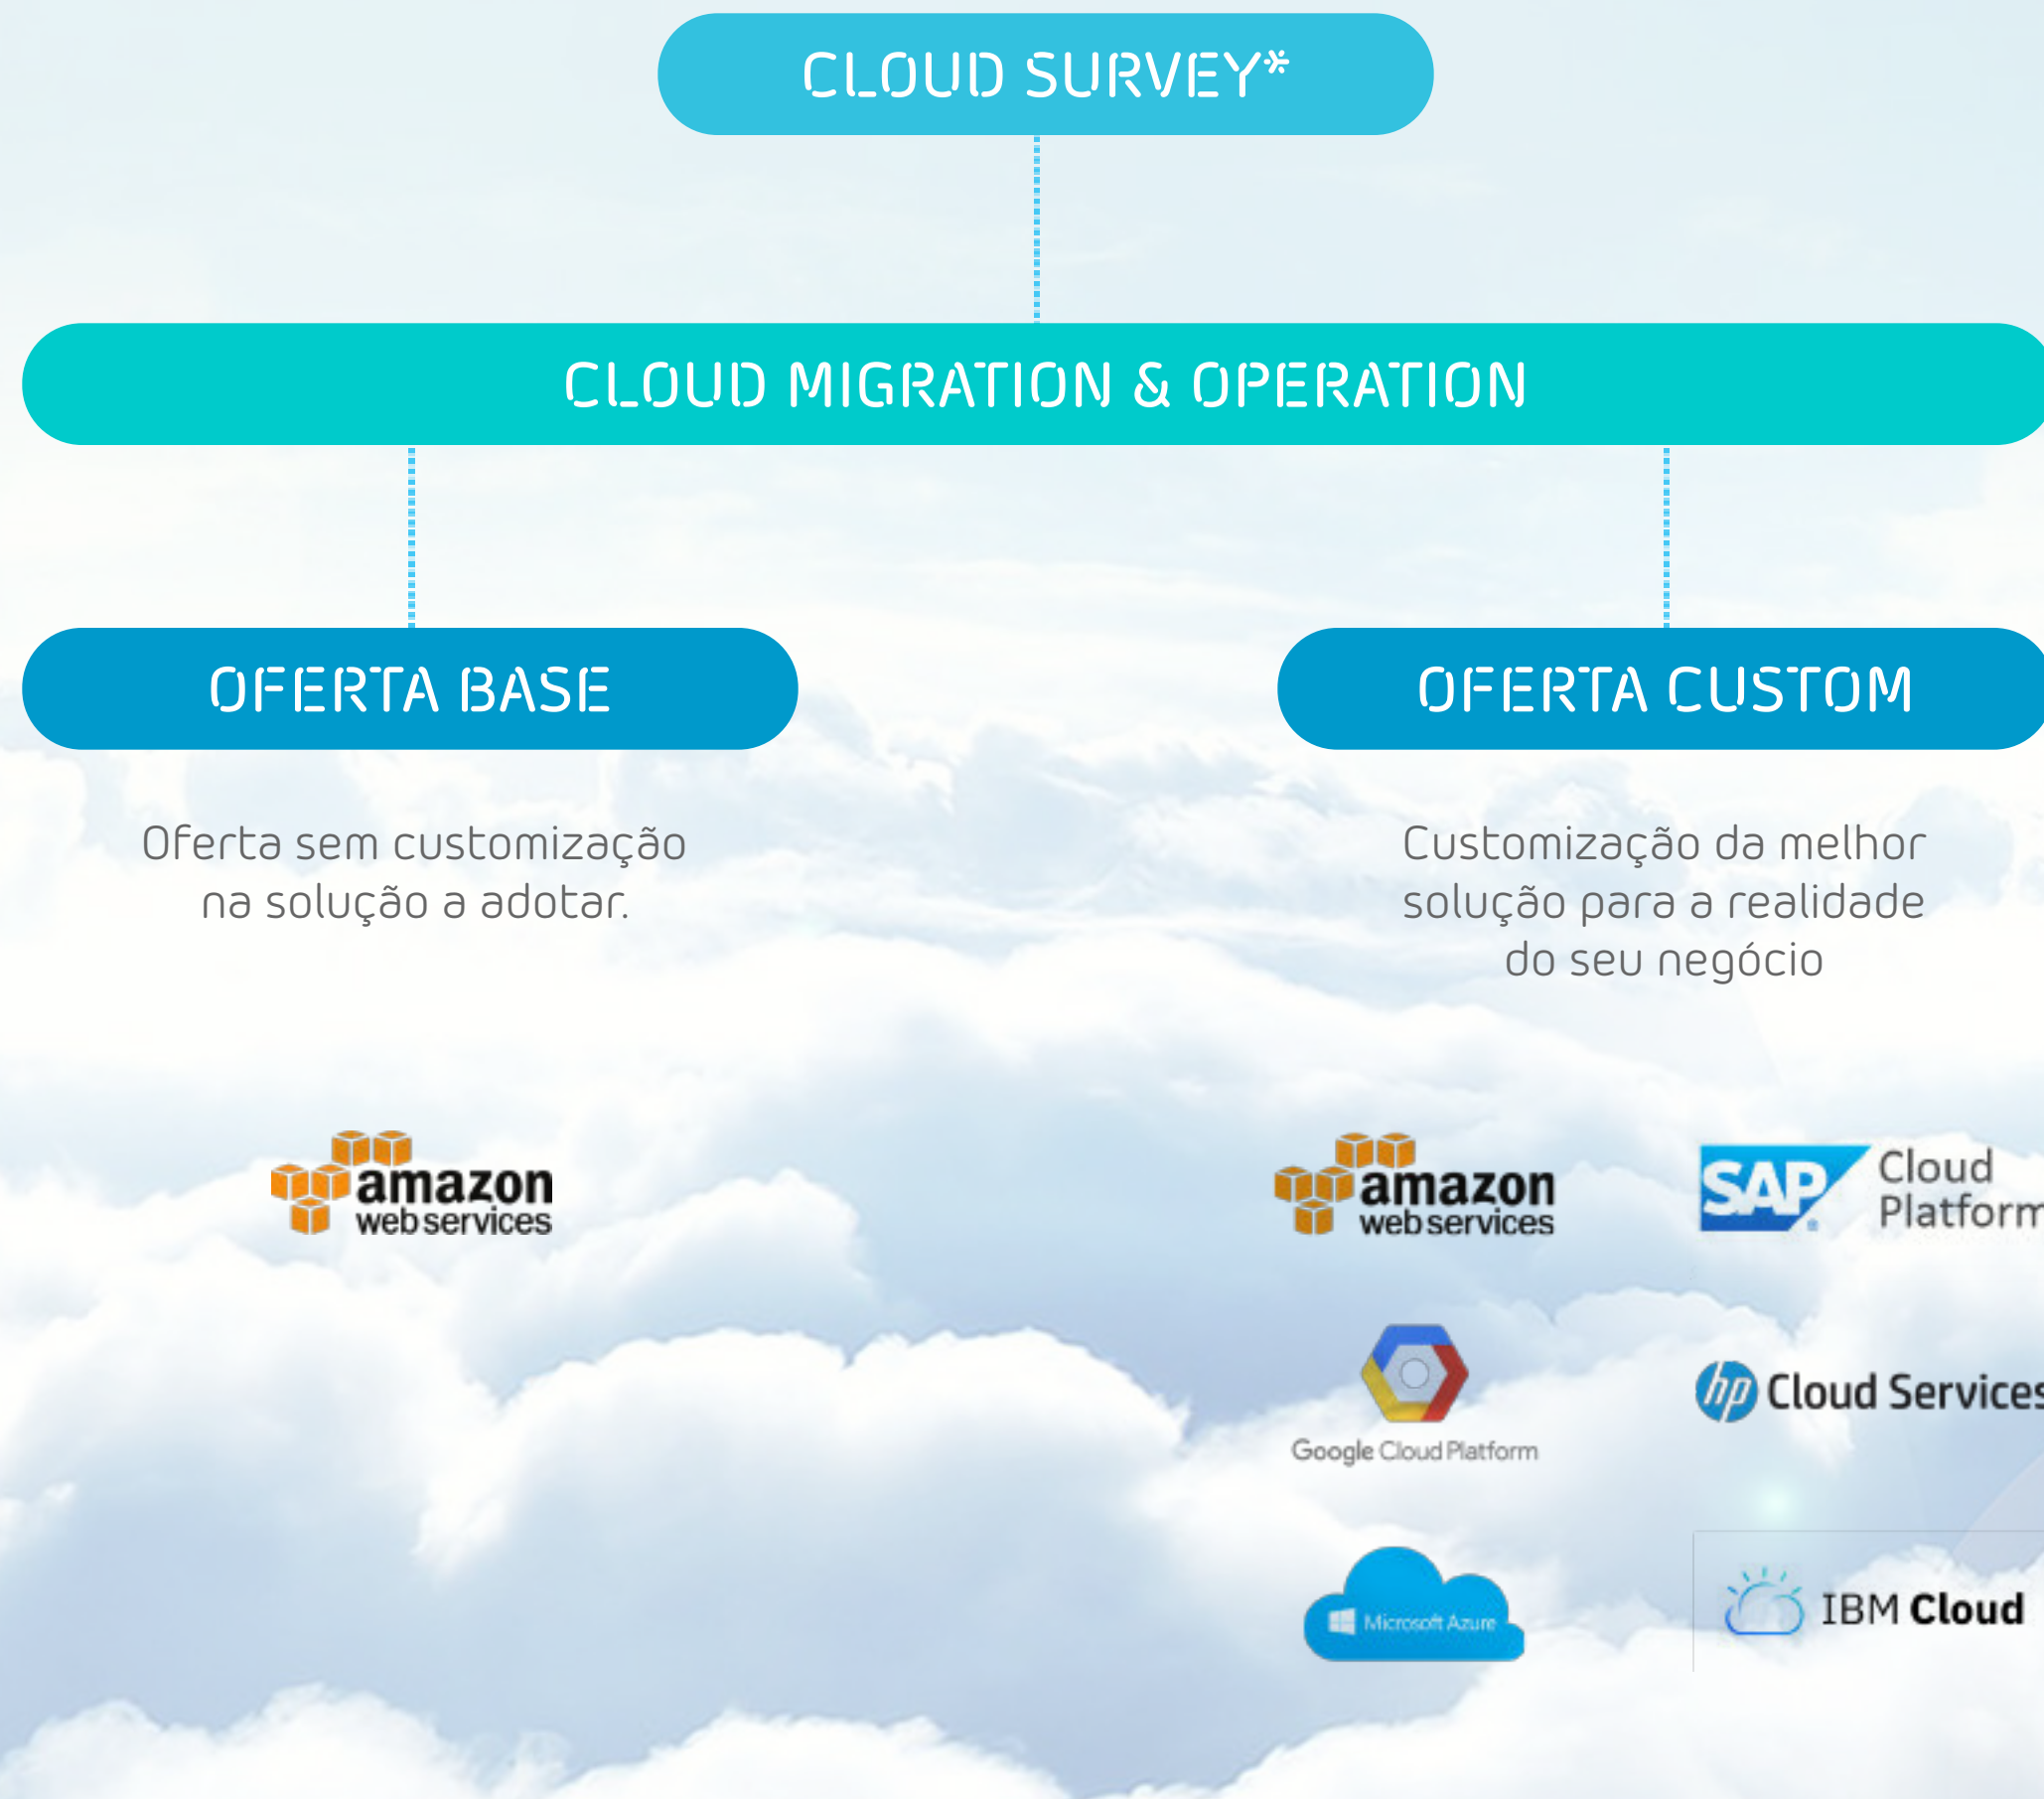 CLOUD SURVEY*
CLOUD MIGRATION & OPERATION
OFERTA BASE
OFERTA CUSTOM
Oferta sem customização
na solução a adotar.
Customização da melhor
solução para a realidade
do seu negócio
amazon
web services
amazon
web services
SAP®
Cloud
Platform
Google Cloud Platform
hp Cloud Services
Microsoft Azure
IBM Cloud